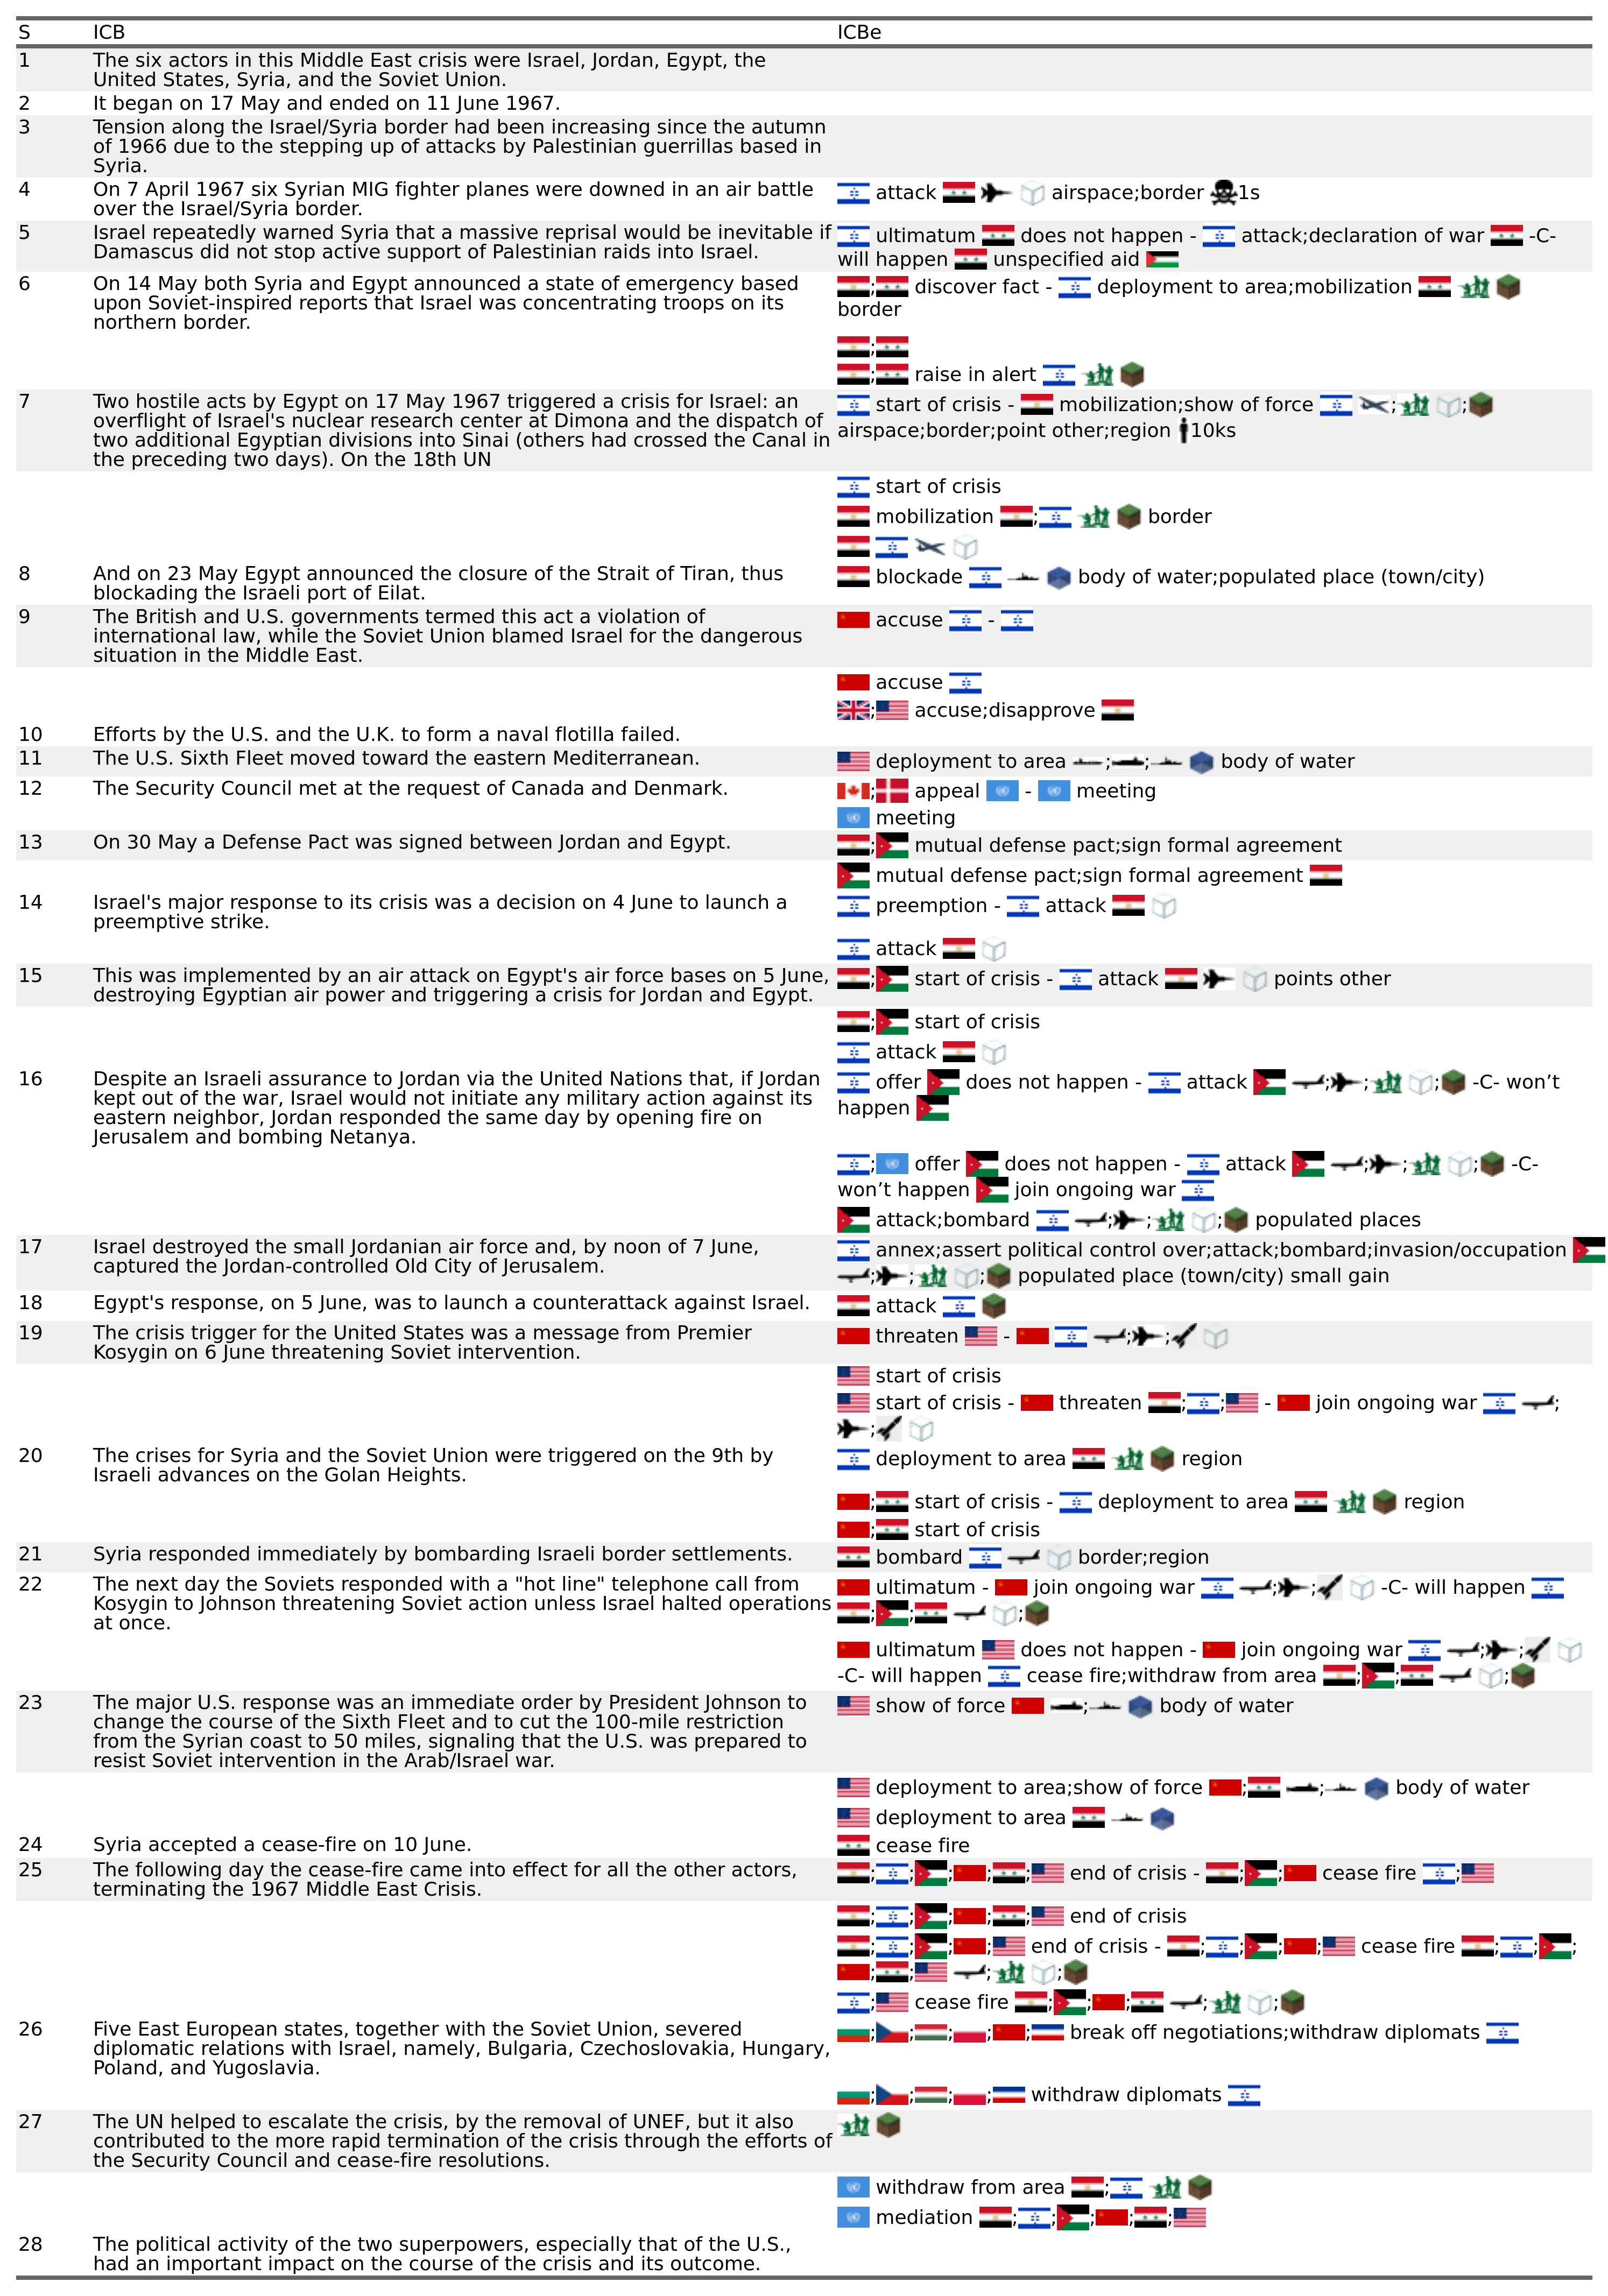 S ICB ICBe
1 The six actors in this Middle East crisis were Israel, Jordan, Egypt, the
United States, Syria, and the Soviet Union.
2 It began on 17 May and ended on 11 June 1967.
3 Tension along the Israel/Syria border had been increasing since the autumn
of 1966 due to the stepping up of attacks by Palestinian guerrillas based in
Syria.
4 On 7 April 1967 six Syrian MIG fighter planes were downed in an air battle
over the Israel/Syria border.
attack airspace;border 1s
5 Israel repeatedly warned Syria that a massive reprisal would be inevitable if
Damascus did not stop active support of Palestinian raids into Israel.
ultimatum does not happen - attack;declaration of war -C-
will happen unspecified aid
6 On 14 May both Syria and Egypt announced a state of emergency based
upon Soviet-inspired reports that Israel was concentrating troops on its
northern border.
; discover fact - deployment to area;mobilization
border
;
; raise in alert
7 Two hostile acts by Egypt on 17 May 1967 triggered a crisis for Israel: an
overflight of Israel's nuclear research center at Dimona and the dispatch of
two additional Egyptian divisions into Sinai (others had crossed the Canal in
the preceding two days). On the 18th UN
start of crisis - mobilization;show of force ; ;
airspace;border;point other;region 10ks
start of crisis
mobilization ; border
8 And on 23 May Egypt announced the closure of the Strait of Tiran, thus
blockading the Israeli port of Eilat.
blockade body of water;populated place (town/city)
9 The British and U.S. governments termed this act a violation of
international law, while the Soviet Union blamed Israel for the dangerous
situation in the Middle East.
accuse -
accuse
; accuse;disapprove
10 Efforts by the U.S. and the U.K. to form a naval flotilla failed.
11 The U.S. Sixth Fleet moved toward the eastern Mediterranean.
deployment to area ; ; body of water
12 The Security Council met at the request of Canada and Denmark.
; appeal - meeting
meeting
13 On 30 May a Defense Pact was signed between Jordan and Egypt.
; mutual defense pact;sign formal agreement
mutual defense pact;sign formal agreement
14 Israel's major response to its crisis was a decision on 4 June to launch a
preemptive strike.
preemption - attack
attack
15 This was implemented by an air attack on Egypt's air force bases on 5 June,
destroying Egyptian air power and triggering a crisis for Jordan and Egypt.
; start of crisis - attack points other
; start of crisis
attack
16 Despite an Israeli assurance to Jordan via the United Nations that, if Jordan
kept out of the war, Israel would not initiate any military action against its
eastern neighbor, Jordan responded the same day by opening fire on
Jerusalem and bombing Netanya.
offer does not happen - attack ; ; ; -C- won’t
happen
; offer does not happen - attack ; ; ; -C-
won’t happen join ongoing war
attack;bombard ; ; ; populated places
17 Israel destroyed the small Jordanian air force and, by noon of 7 June,
captured the Jordan-controlled Old City of Jerusalem.
annex;assert political control over;attack;bombard;invasion/occupation
; ; ; populated place (town/city) small gain
18 Egypt's response, on 5 June, was to launch a counterattack against Israel.
attack
19 The crisis trigger for the United States was a message from Premier
Kosygin on 6 June threatening Soviet intervention.
threaten - ; ;
start of crisis
start of crisis - threaten ; ; - join ongoing war ;
;
20 The crises for Syria and the Soviet Union were triggered on the 9th by
Israeli advances on the Golan Heights.
deployment to area region
; start of crisis - deployment to area region
; start of crisis
21 Syria responded immediately by bombarding Israeli border settlements.
bombard border;region
22 The next day the Soviets responded with a "hot line" telephone call from
Kosygin to Johnson threatening Soviet action unless Israel halted operations
at once.
ultimatum - join ongoing war ; ; -C- will happen
; ; ;
ultimatum does not happen - join ongoing war ; ;
-C- will happen cease fire;withdraw from area ; ; ;
23 The major U.S. response was an immediate order by President Johnson to
change the course of the Sixth Fleet and to cut the 100-mile restriction
from the Syrian coast to 50 miles, signaling that the U.S. was prepared to
resist Soviet intervention in the Arab/Israel war.
show of force ; body of water
deployment to area;show of force ; ; body of water
deployment to area
24 Syria accepted a cease-fire on 10 June.
cease fire
25 The following day the cease-fire came into effect for all the other actors,
terminating the 1967 Middle East Crisis.
; ; ; ; ; end of crisis - ; ; cease fire ;
; ; ; ; ; end of crisis
; ; ; ; end of crisis - ; ; ; ; cease fire ; ; ;
; ; ; ;
; cease fire ; ; ; ; ;
26 Five East European states, together with the Soviet Union, severed
diplomatic relations with Israel, namely, Bulgaria, Czechoslovakia, Hungary,
Poland, and Yugoslavia.
; ; ; ; ; break off negotiations;withdraw diplomats
; ; ; ; withdraw diplomats
27 The UN helped to escalate the crisis, by the removal of UNEF, but it also
contributed to the more rapid termination of the crisis through the efforts of
the Security Council and cease-fire resolutions.
withdraw from area ;
mediation ; ; ; ; ;
28 The political activity of the two superpowers, especially that of the U.S.,
had an important impact on the course of the crisis and its outcome.